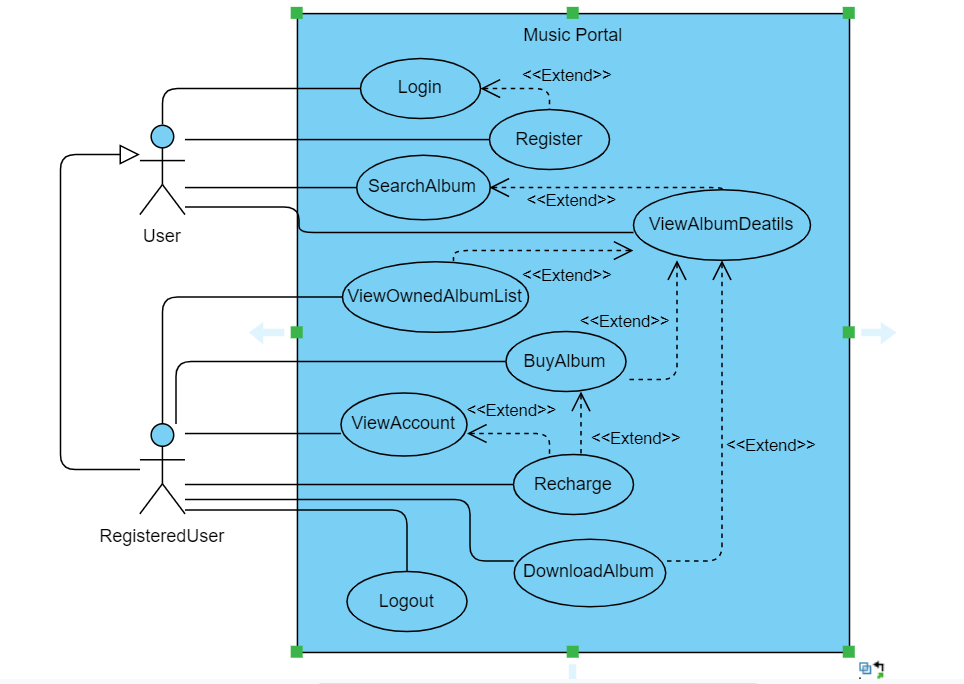 Music Portal
<<Extend>>
Login
Register
SearchAlbum
<<Extend>>
ViewAlbumDeatils
User
<<Extend>>
ViewOwnedAlbumList
<<Extend>>
BuyAlbum
<<Extend>>
ViewAccount
<<Extend>>
<<Extend>>
Recharge
RegisteredUser
DownloadAlbum
Logout